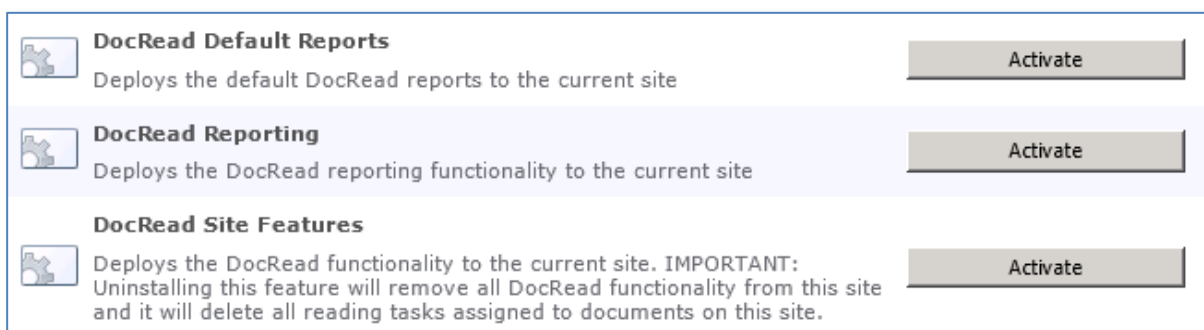 DocRead Default Reports
Deploys the default DocRead reports to the current site
Activate
DocRead Reporting
Deploys the DocRead reporting functionality to the current site
Activate
DocRead Site Features
Deploys the DocRead functionality to the current site. IMPORTANT:
Uninstalling this feature will remove all DocRead functionality from this site
and it will delete all reading tasks assigned to documents on this site.
Activate